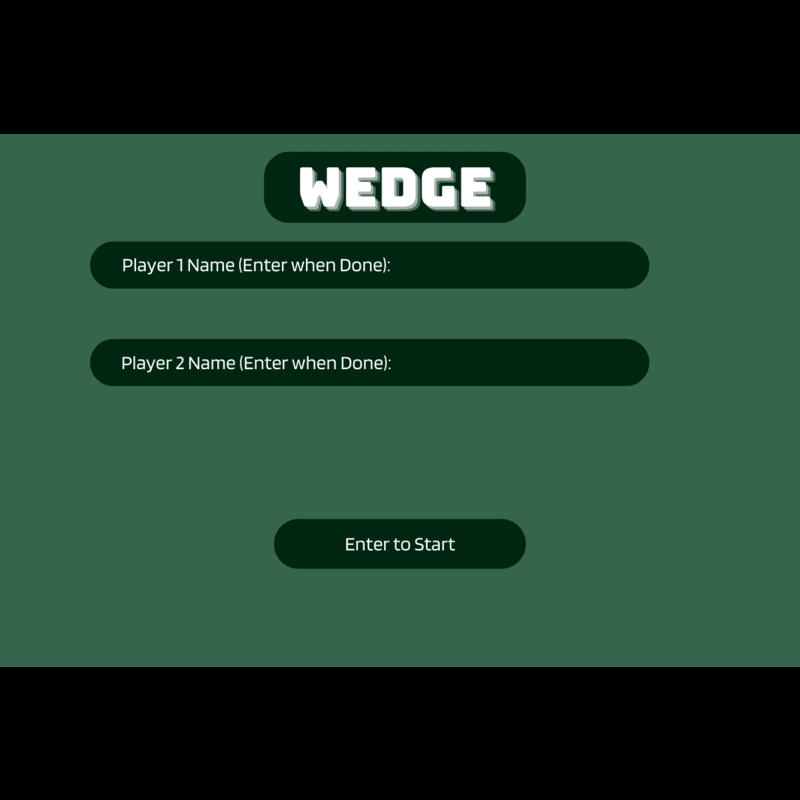 WEDGE
Player 1 Name (Enter when Done):
Player 2 Name (Enter when Done):
Enter to Start